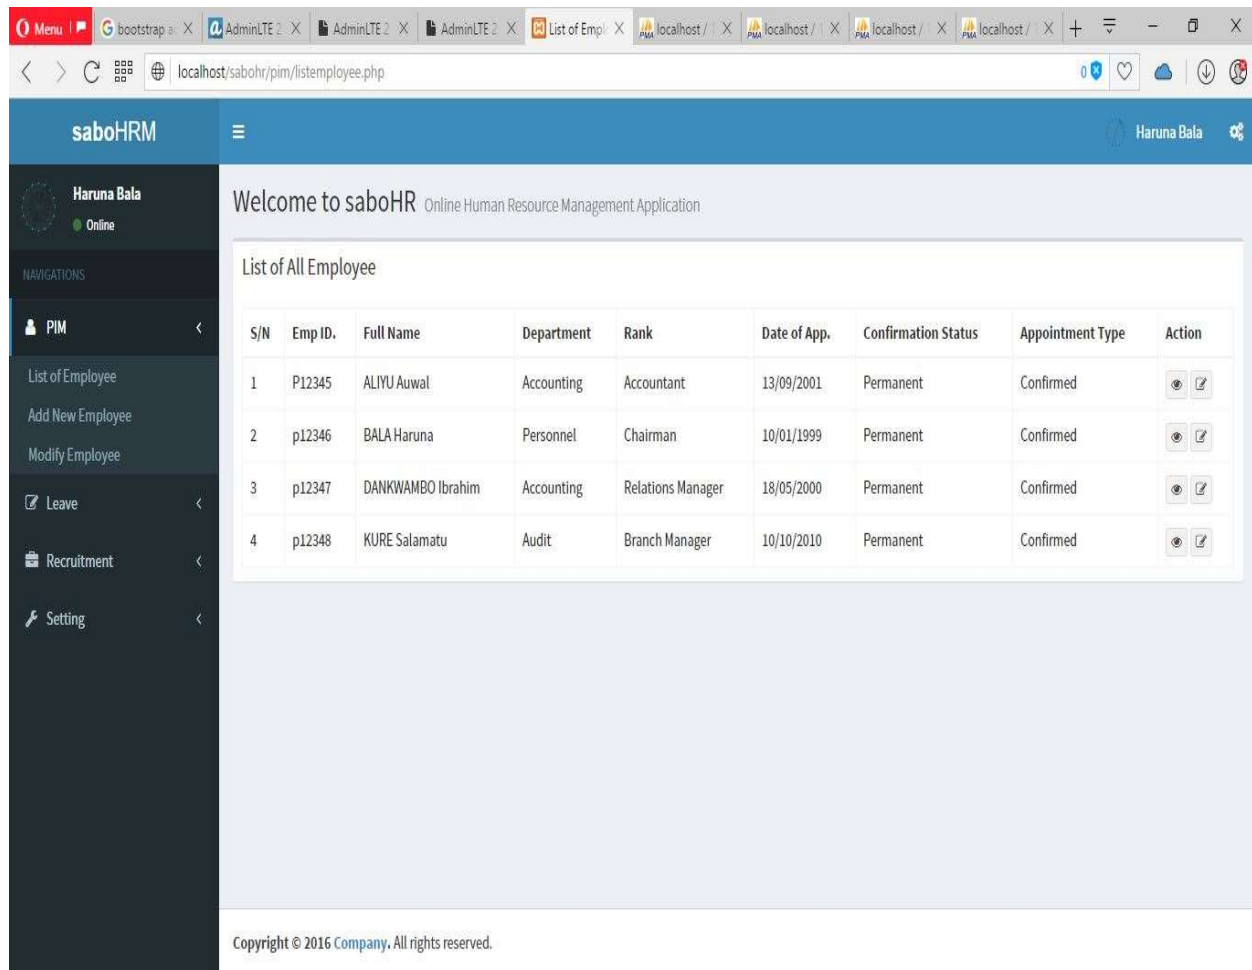 Menu bootstrap a AdminLTE 2 AdminLTE 2 AdminLTE 2 List of Empl localhost / 1 localhost / 1 localhost / 1 localhost / 1
localhost/sabohr/pim/listemployee.php 0
saboHRM Haruna Bala
Haruna Bala
Online
Welcome to saboHR Online Human Resource Management Application
NAVIGATIONS
List of All Employee
PIM
List of Employee
Add New Employee
Modify Employee
Leave
Recruitment
Setting
S/N Emp ID. Full Name Department Rank Date of App. Confirmation Status Appointment Type Action
1 P12345 ALIYU Auwal Accounting Accountant 13/09/2001 Permanent Confirmed
2 p12346 BALA Haruna Personnel Chairman 10/01/1999 Permanent Confirmed
3 p12347 DANKWAMBO Ibrahim Accounting Relations Manager 18/05/2000 Permanent Confirmed
4 p12348 KURE Salamatu Audit Branch Manager 10/10/2010 Permanent Confirmed
Copyright © 2016 Company. All rights reserved.